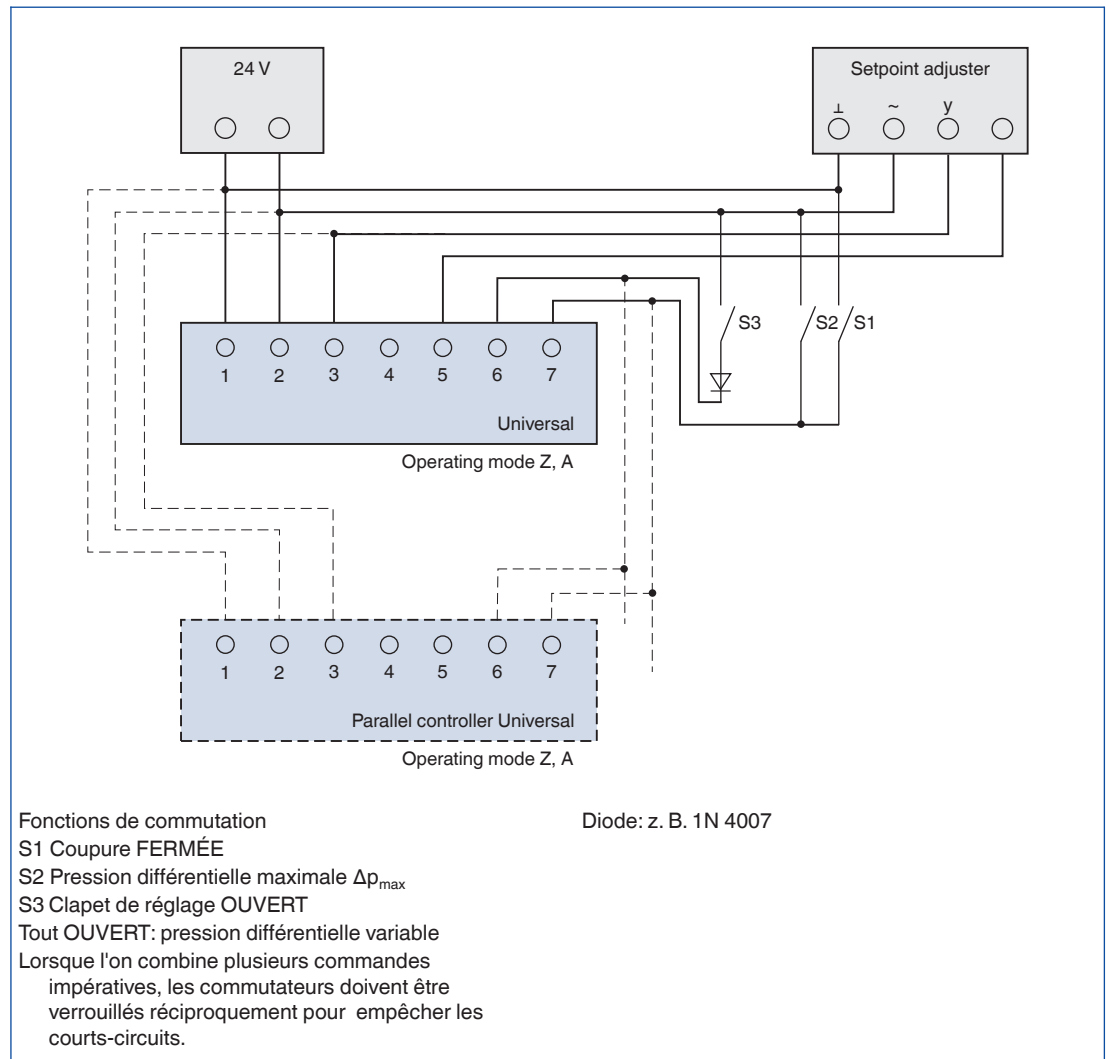 24 V
Setpoint adjuster
⊥ ~ y
S3 S2 S1
1 2 3 4 5 6 7
Universal
Operating mode Z, A
1 2 3 4 5 6 7
Parallel controller Universal
Operating mode Z, A
Fonctions de commutation
S1 Coupure FERMÉE
S2 Pression différentielle maximale Δpmax
S3 Clapet de réglage OUVERT
Tout OUVERT: pression différentielle variable
Lorsque l'on combine plusieurs commandes
impératives, les commutateurs doivent être
verrouillés réciproquement pour empêcher les
courts-circuits.
Diode: z. B. 1N 4007